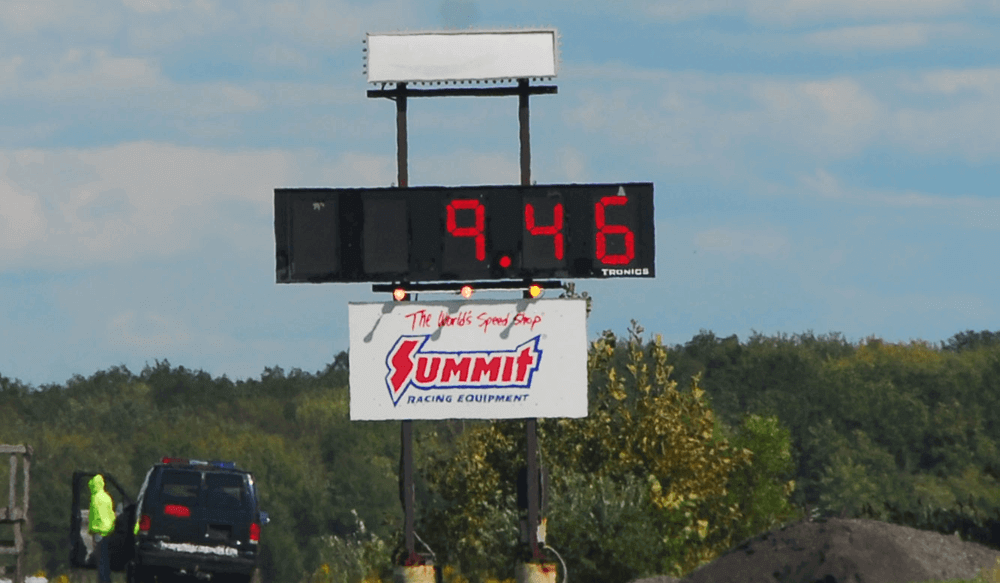 9.46
TRONICS
The World's Speed Shop
SUMMIT
RACING EQUIPMENT